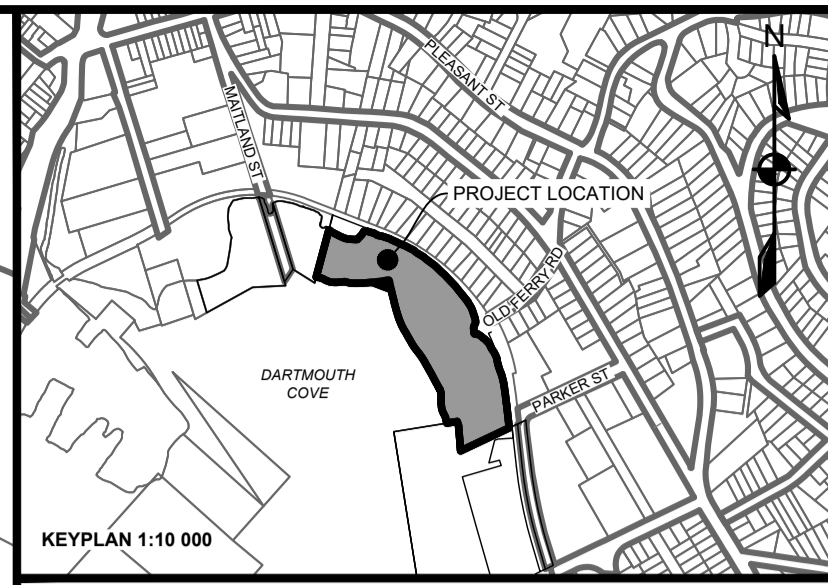 N
PLEASANT ST
MAITLAND ST
PROJECT LOCATION
OLD FERRY RD
DARTMOUTH
COVE
PARKER ST
KEYPLAN 1:10 000